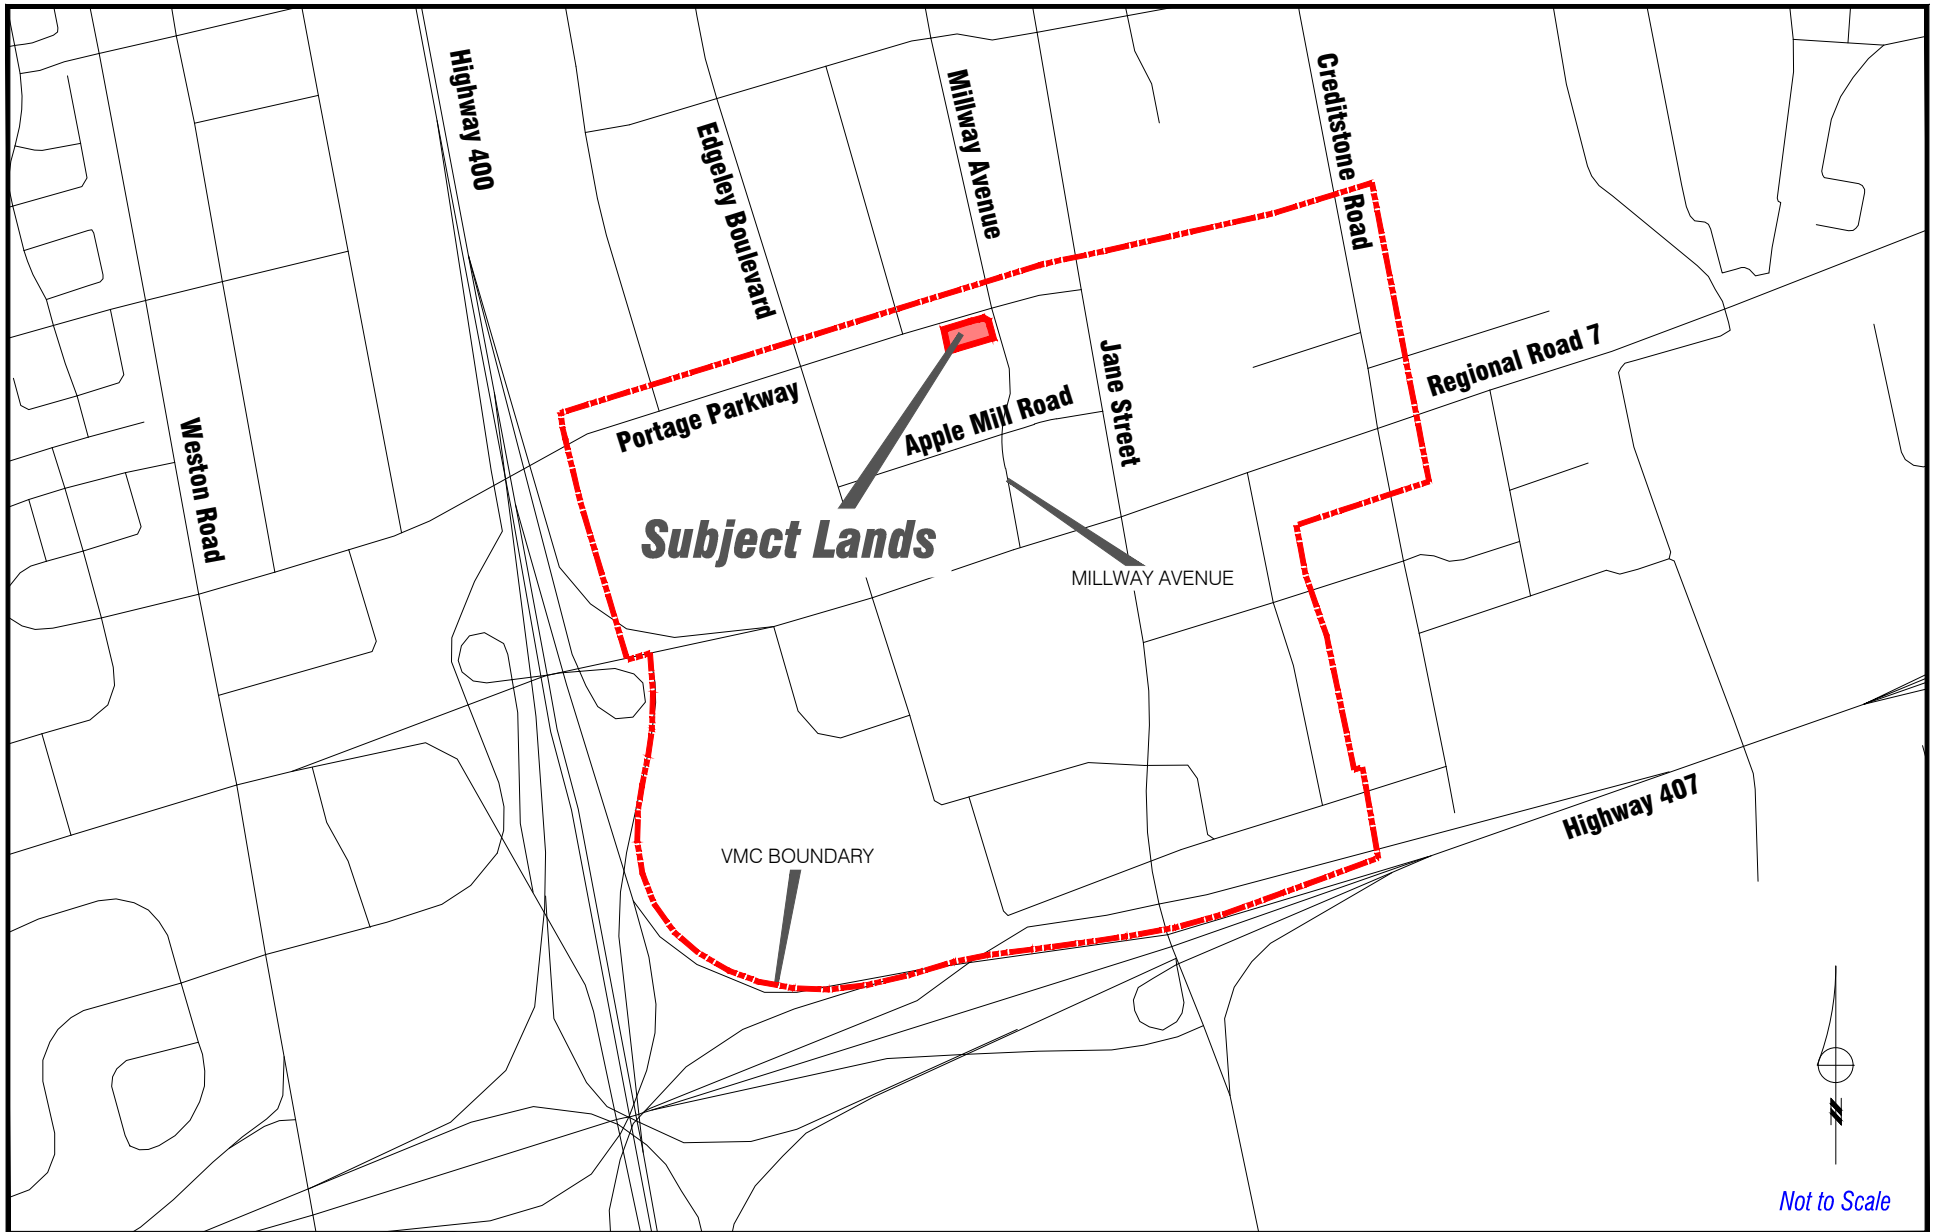 Highway 400
Millway Avenue
Creditstone Road
Edgeley Boulevard
Jane Street
Regional Road 7
Portage Parkway
Apple Mill Road
Weston Road
Subject Lands
MILLWAY AVENUE
Highway 407
VMC BOUNDARY
N
Not to Scale